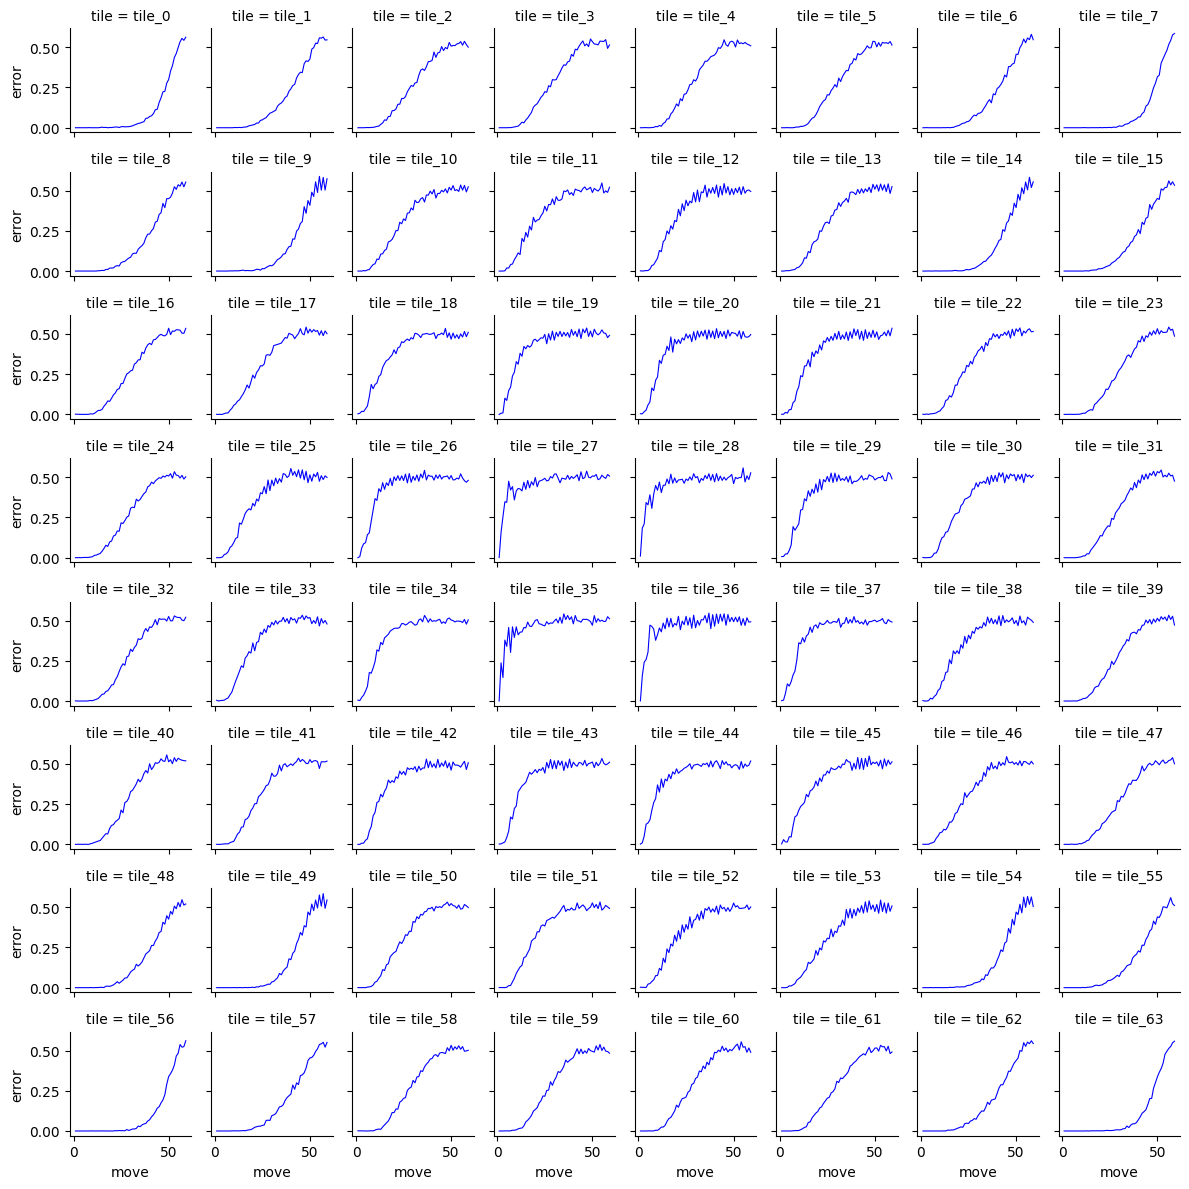 tile = tile_0 tile = tile_1 tile = tile_2 tile = tile_3 tile = tile_4 tile = tile_5 tile = tile_6 tile = tile_7
0.50
0.25
0.00
error
tile = tile_8 tile = tile_9 tile = tile_10 tile = tile_11 tile = tile_12 tile = tile_13 tile = tile_14 tile = tile_15
0.50
0.25
0.00
error
tile = tile_16 tile = tile_17 tile = tile_18 tile = tile_19 tile = tile_20 tile = tile_21 tile = tile_22 tile = tile_23
0.50
0.25
0.00
error
tile = tile_24 tile = tile_25 tile = tile_26 tile = tile_27 tile = tile_28 tile = tile_29 tile = tile_30 tile = tile_31
0.50
0.25
0.00
error
tile = tile_32 tile = tile_33 tile = tile_34 tile = tile_35 tile = tile_36 tile = tile_37 tile = tile_38 tile = tile_39
0.50
0.25
0.00
error
tile = tile_40 tile = tile_41 tile = tile_42 tile = tile_43 tile = tile_44 tile = tile_45 tile = tile_46 tile = tile_47
0.50
0.25
0.00
error
tile = tile_48 tile = tile_49 tile = tile_50 tile = tile_51 tile = tile_52 tile = tile_53 tile = tile_54 tile = tile_55
0.50
0.25
0.00
error
tile = tile_56 tile = tile_57 tile = tile_58 tile = tile_59 tile = tile_60 tile = tile_61 tile = tile_62 tile = tile_63
0.50
0.25
0.00
error
0 50 0 50 0 50 0 50 0 50 0 50 0 50 0 50
move move move move move move move move